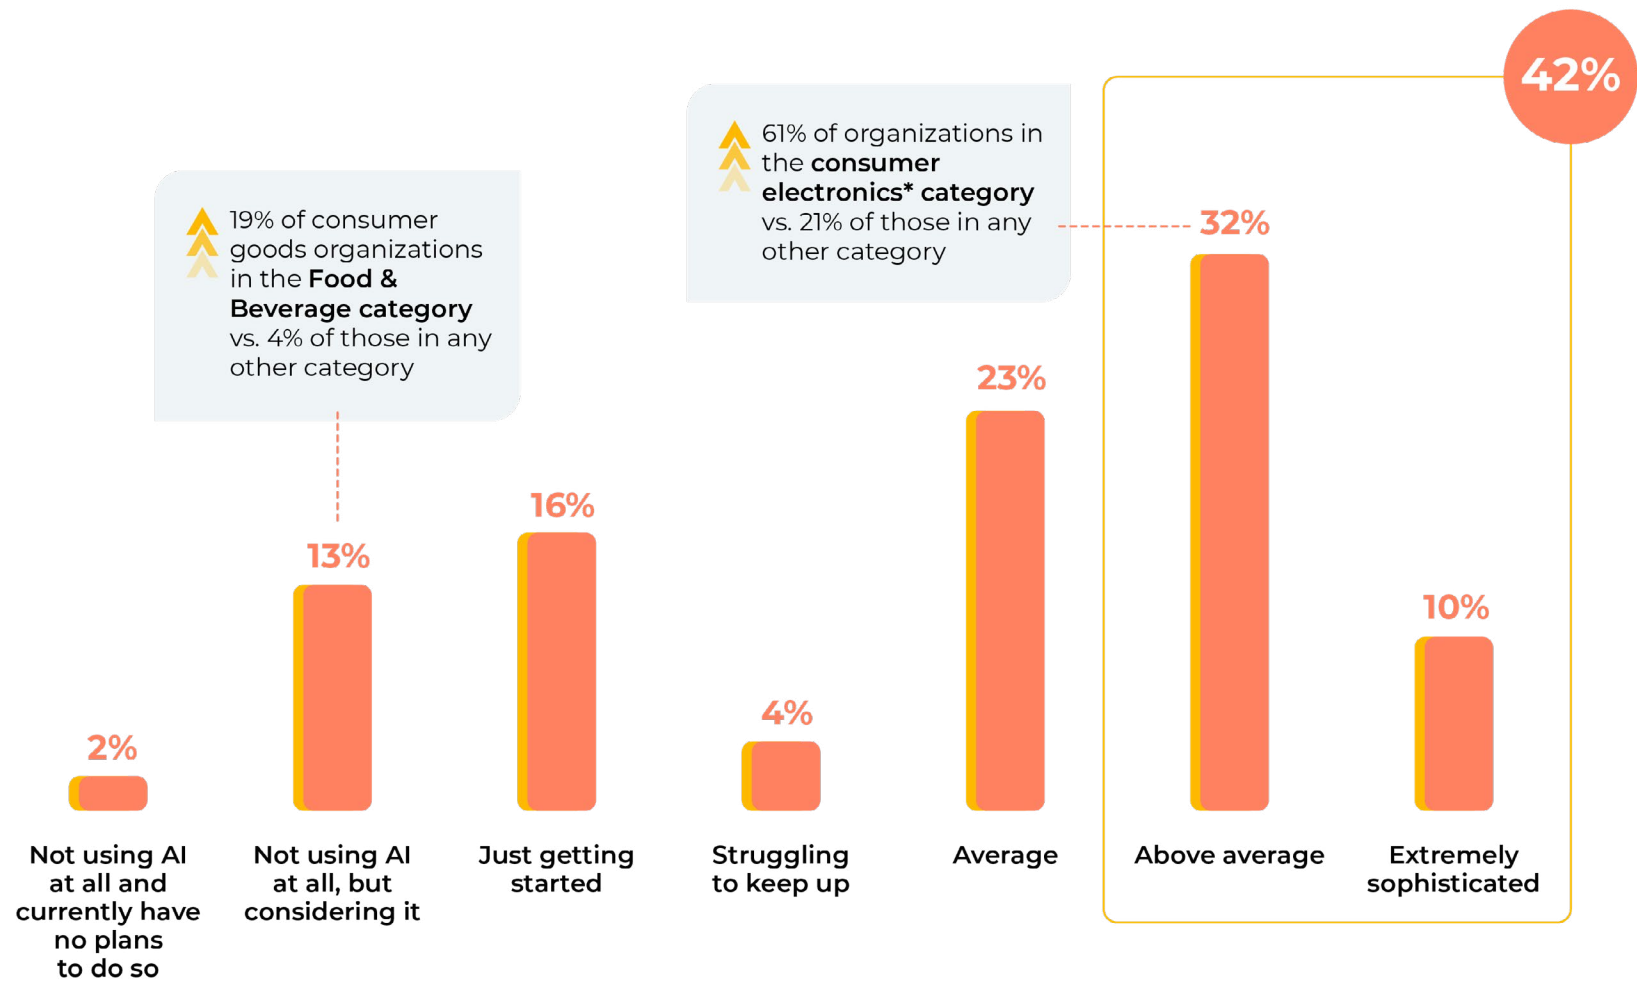 42%
61% of organizations in
the consumer
electronics* category
vs. 21% of those in any
other category
19% of consumer
goods organizations
in the Food &
Beverage category
vs. 4% of those in any
other category
2%
13%
16%
4%
23%
32%
10%
Not using AI
at all and
currently have
no plans
to do so
Not using AI
at all, but
considering it
Just getting
started
Struggling
to keep up
Average
Above average
Extremely
sophisticated